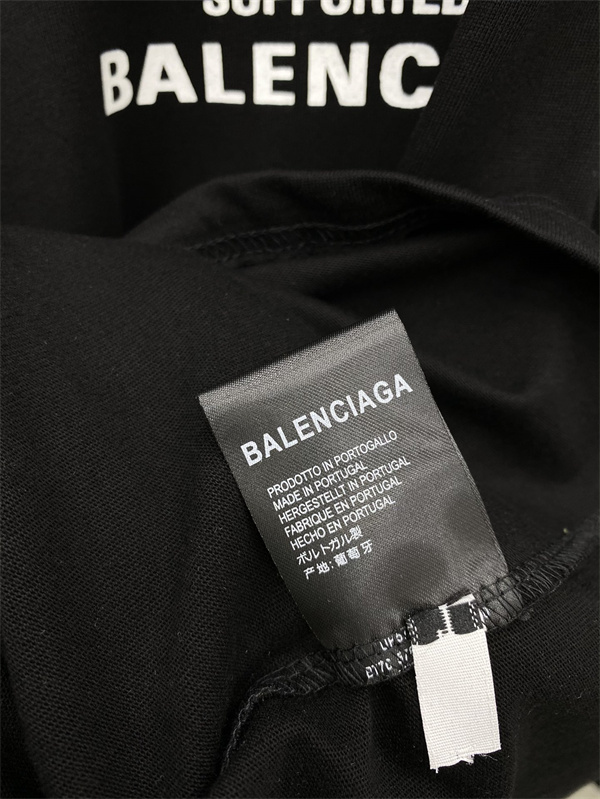 SUPPORTED
BALENC
BALENCIAGA
PRODOTTO IN PORTOGALLO
MADE IN PORTUGAL
HERGESTELLT IN PORTUGAL
FABRIQUE EN PORTUGAL
HECHO EN PORTUGAL
ポルトガル製
产地:葡萄牙